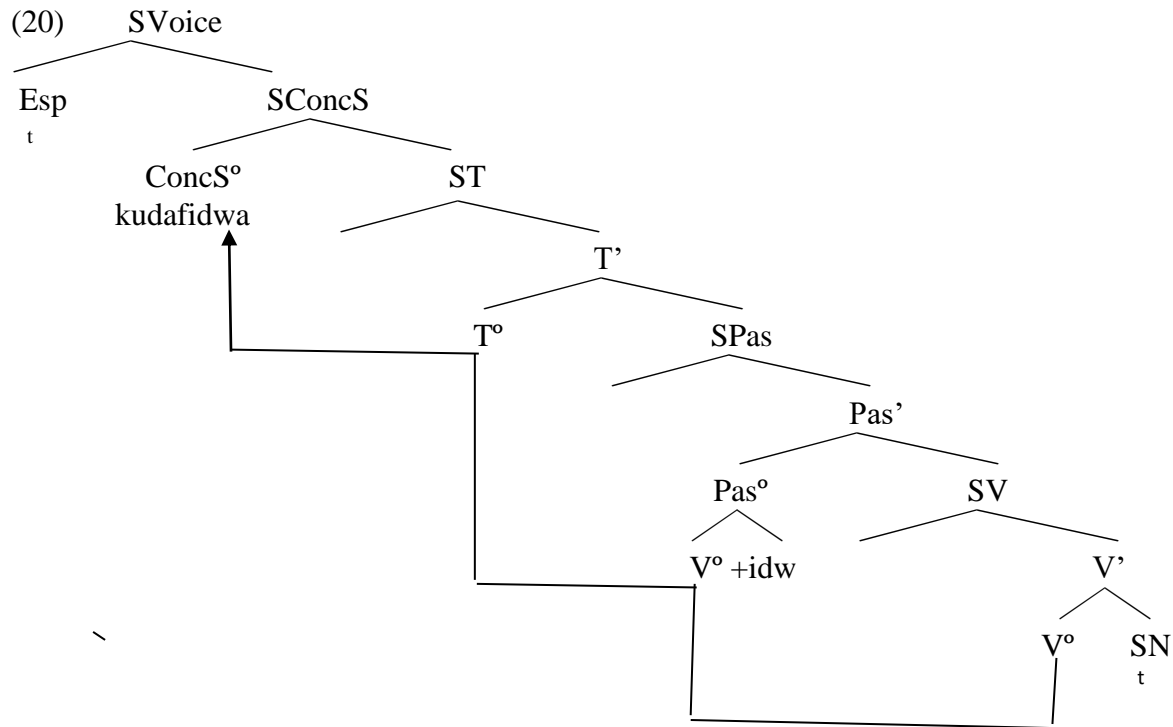 (20) SVoice
Esp SConcS
t
ConcSº ST
kudafidwa
T’
Tº SPas
Pas’
Pasº SV
Vº +idw V’
Vº SN
t